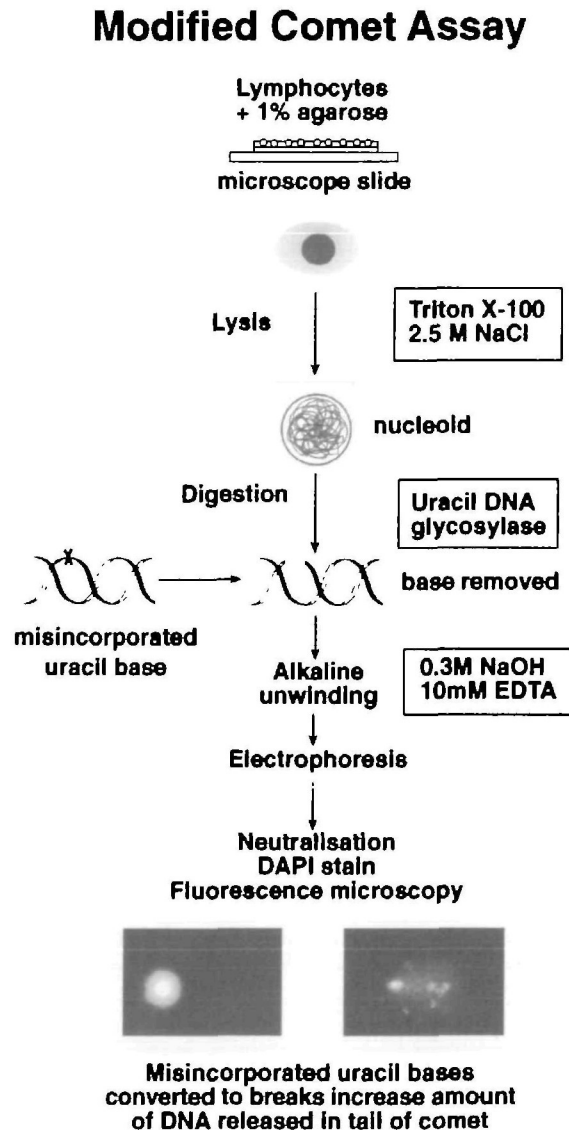 Modified Comet Assay
Lymphocytes
+ 1% agarose
microscope slide
Lysis
Triton X-100
2.5 M NaCl
nucleoid
Digestion
Uracil DNA
glycosylase
X
misincorporated
uracil base
base removed
Alkaline
unwinding
0.3M NaOH
10mM EDTA
Electrophoresis
Neutralisation
DAPI stain
Fluorescence microscopy
Misincorporated uracil bases
converted to breaks increase amount
of DNA released in tail of comet